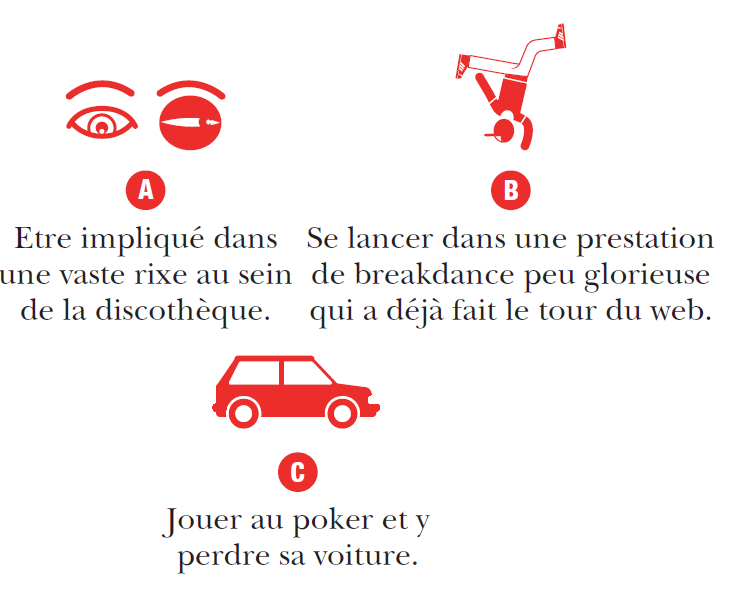 A
Etre impliqué dans
une vaste rixe au sein
de la discothèque.
B
Se lancer dans une prestation
de breakdance peu glorieuse
qui a déjà fait le tour du web.
C
Jouer au poker et y
perdre sa voiture.